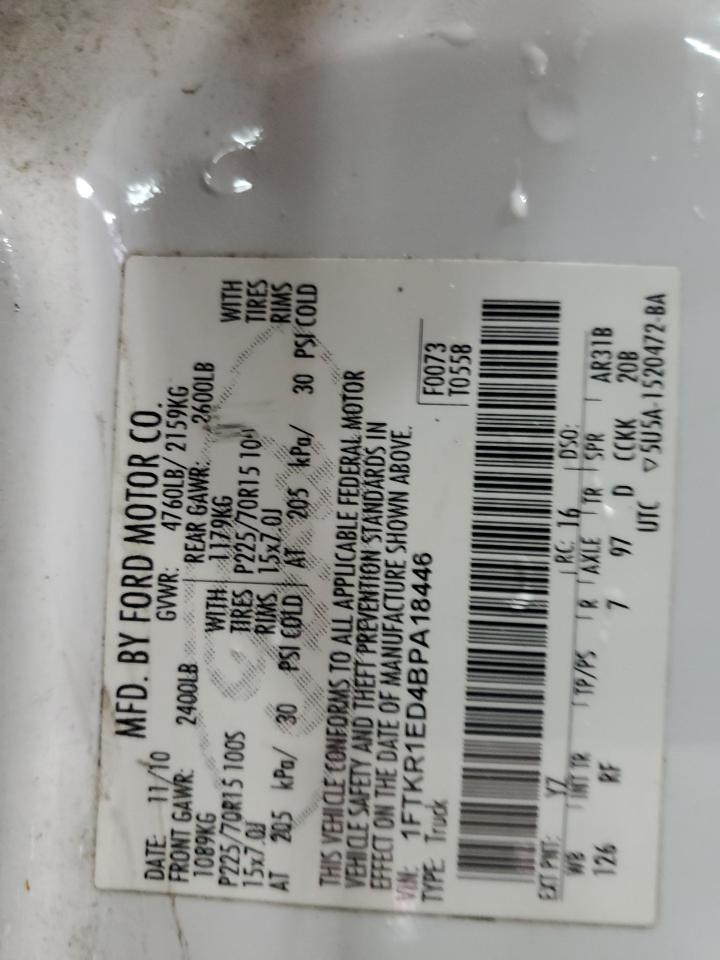 MFD. BY FORD MOTOR CO.
DATE: 11/10 GVWR: 4760LB/ 2159KG
FRONT GAWR: 2400LB REAR GAWR: 2600LB
1089KG WITH 1179KG WITH
P225/70R15 100S TIRES P225/70R15 TIRES
15x7.0J RIMS 15x7.0J RIMS
AT 205 kPa/ 30 PSI COLD AT 205 kPa/ 30 PSI COLD
THIS VEHICLE CONFORMS TO ALL APPLICABLE FEDERAL MOTOR
VEHICLE SAFETY AND THEFT PREVENTION STANDARDS IN
EFFECT ON THE DATE OF MANUFACTURE SHOWN ABOVE.
VIN: 1FTKR1ED4BPA18446 F0073
TYPE: Truck T055B
EXT PNT: YZ RC: 16 DSO:
WB INT TR TP/PS R AXLE TR SPR AR31B
126 RF 7 97 D CCKK 20B
UTC ▽5U5A-1520472-BA